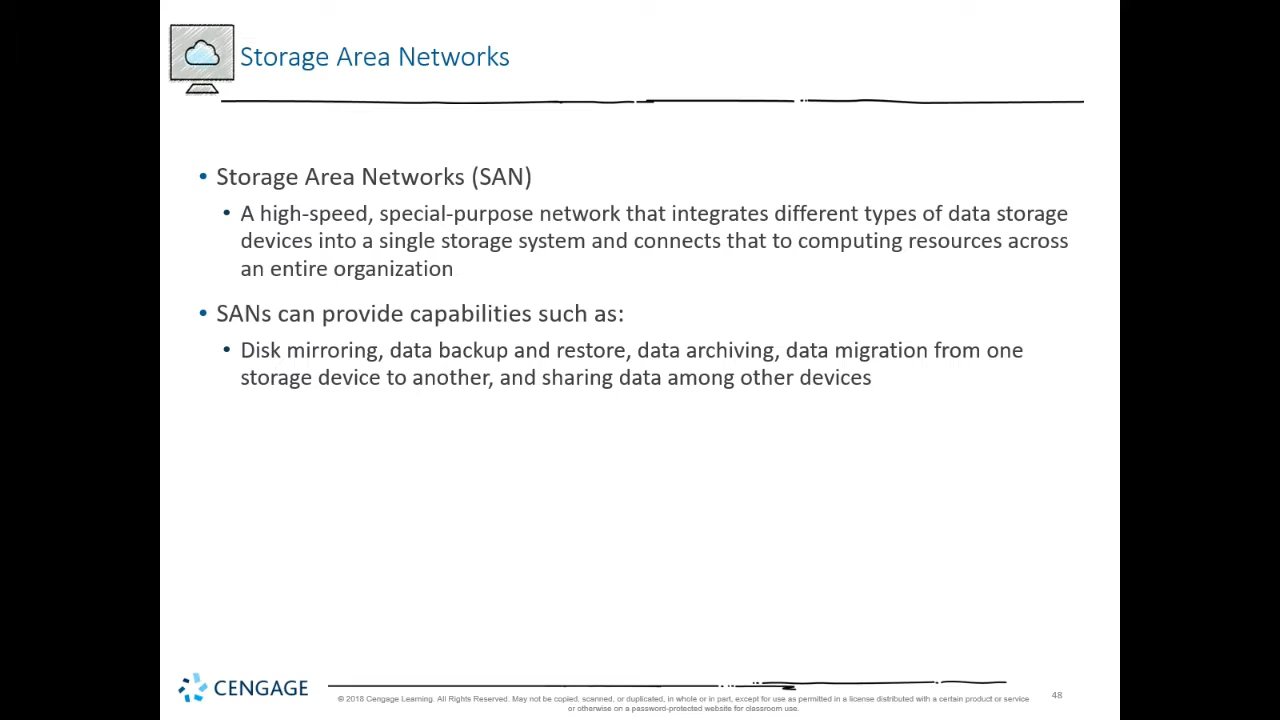 Storage Area Networks
• Storage Area Networks (SAN)
• A high-speed, special-purpose network that integrates different types of data storage
devices into a single storage system and connects that to computing resources across
an entire organization
• SANs can provide capabilities such as:
• Disk mirroring, data backup and restore, data archiving, data migration from one
storage device to another, and sharing data among other devices
CENGAGE
© 2018 Cengage Learning. All Rights Reserved. May not be copied, scanned, or duplicated, in whole or in part, except for use as permitted in a license distributed with a certain product or service
or otherwise on a password-protected website for classroom use.
48